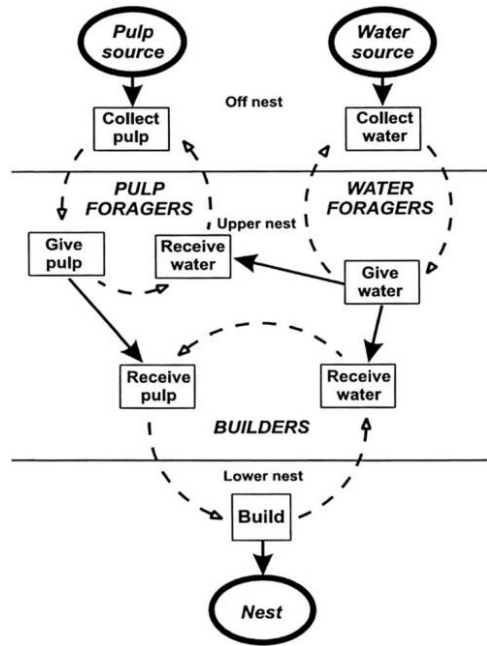 Pulp
source
Water
source
Off nest
Collect
pulp
Collect
water
PULP
FORAGERS
WATER
FORAGERS
Upper nest
Give
pulp
Receive
water
Give
water
Receive
pulp
Receive
water
BUILDERS
Lower nest
Build
Nest